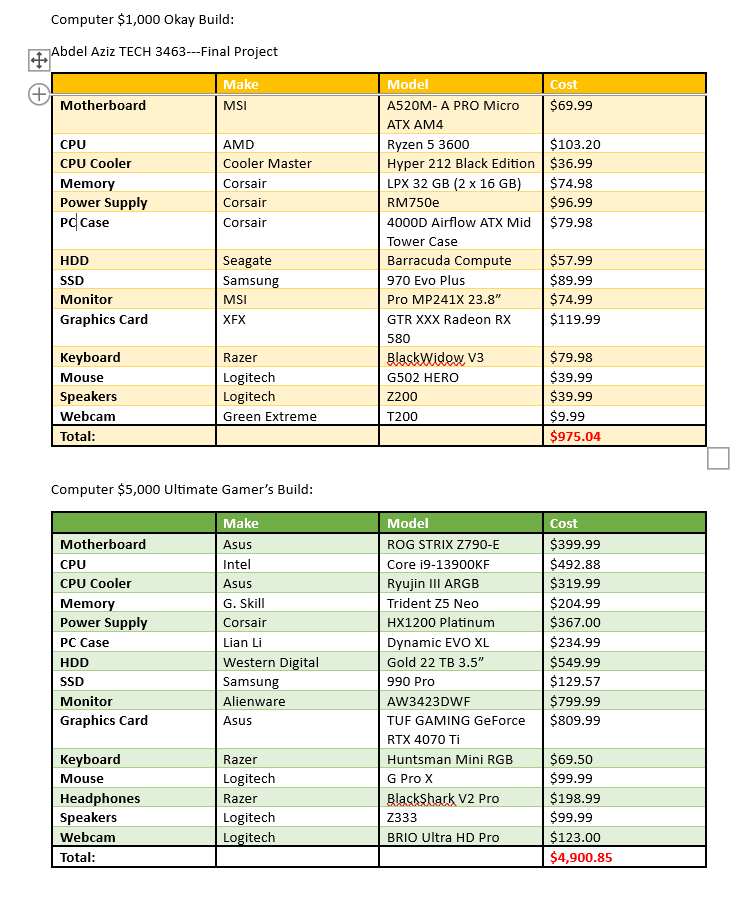 Computer $1,000 Okay Build:
Abdel Aziz TECH 3463---Final Project
Make Model Cost
Motherboard MSI A520M- A PRO Micro $69.99
ATX AM4
CPU AMD Ryzen 5 3600 $103.20
CPU Cooler Cooler Master Hyper 212 Black Edition $36.99
Memory Corsair LPX 32 GB (2 x 16 GB) $74.98
Power Supply Corsair RM750e $96.99
PC Case Corsair 4000D Airflow ATX Mid $79.98
Tower Case
HDD Seagate Barracuda Compute $57.99
SSD Samsung 970 Evo Plus $89.99
Monitor MSI Pro MP241X 23.8” $74.99
Graphics Card XFX GTR XXX Radeon RX $119.99
580
Keyboard Razer BlackWidow V3 $79.98
Mouse Logitech G502 HERO $39.99
Speakers Logitech Z200 $39.99
Webcam Green Extreme T200 $9.99
Total: $975.04
Computer $5,000 Ultimate Gamer’s Build:
Make Model Cost
Motherboard Asus ROG STRIX Z790-E $399.99
CPU Intel Core i9-13900KF $492.88
CPU Cooler Asus Ryujin III ARGB $319.99
Memory G. Skill Trident Z5 Neo $204.99
Power Supply Corsair HX1200 Platinum $367.00
PC Case Lian Li Dynamic EVO XL $234.99
HDD Western Digital Gold 22 TB 3.5” $549.99
SSD Samsung 990 Pro $129.57
Monitor Alienware AW3423DWF $799.99
Graphics Card Asus TUF GAMING GeForce $809.99
RTX 4070 Ti
Keyboard Razer Huntsman Mini RGB $69.50
Mouse Logitech G Pro X $99.99
Headphones Razer BlackShark V2 Pro $198.99
Speakers Logitech Z333 $99.99
Webcam Logitech BRIO Ultra HD Pro $123.00
Total: $4,900.85